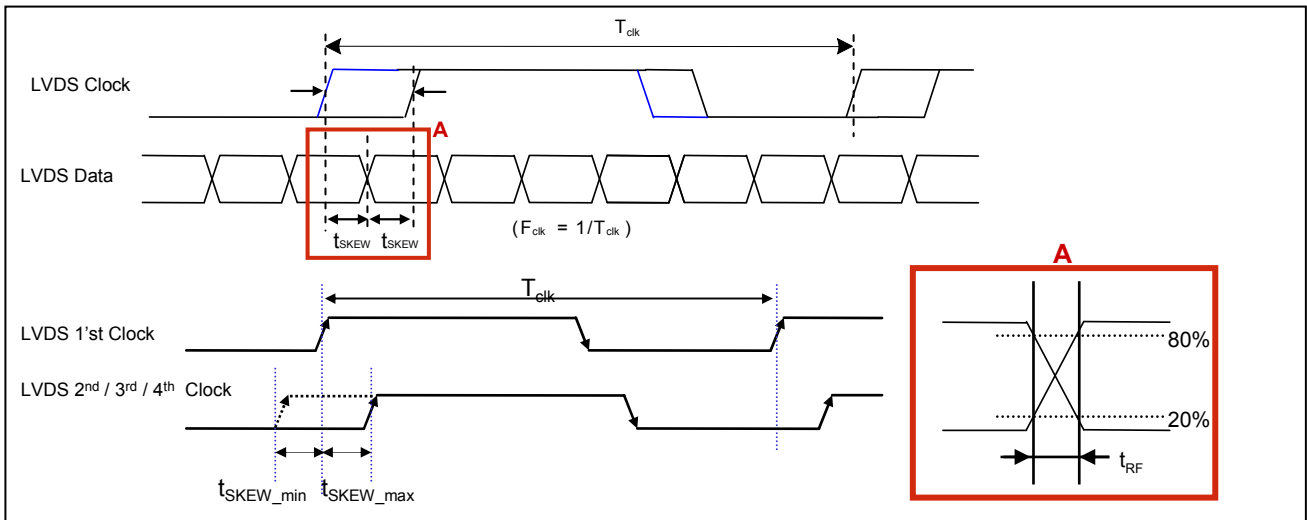 Tclk
LVDS Clock
A
LVDS Data
tSKEW tSKEW
(Fclk = 1/Tclk)
A
Tclk
LVDS 1'st Clock
80%
LVDS 2nd / 3rd / 4th Clock
20%
tRF
tSKEW_min tSKEW_max